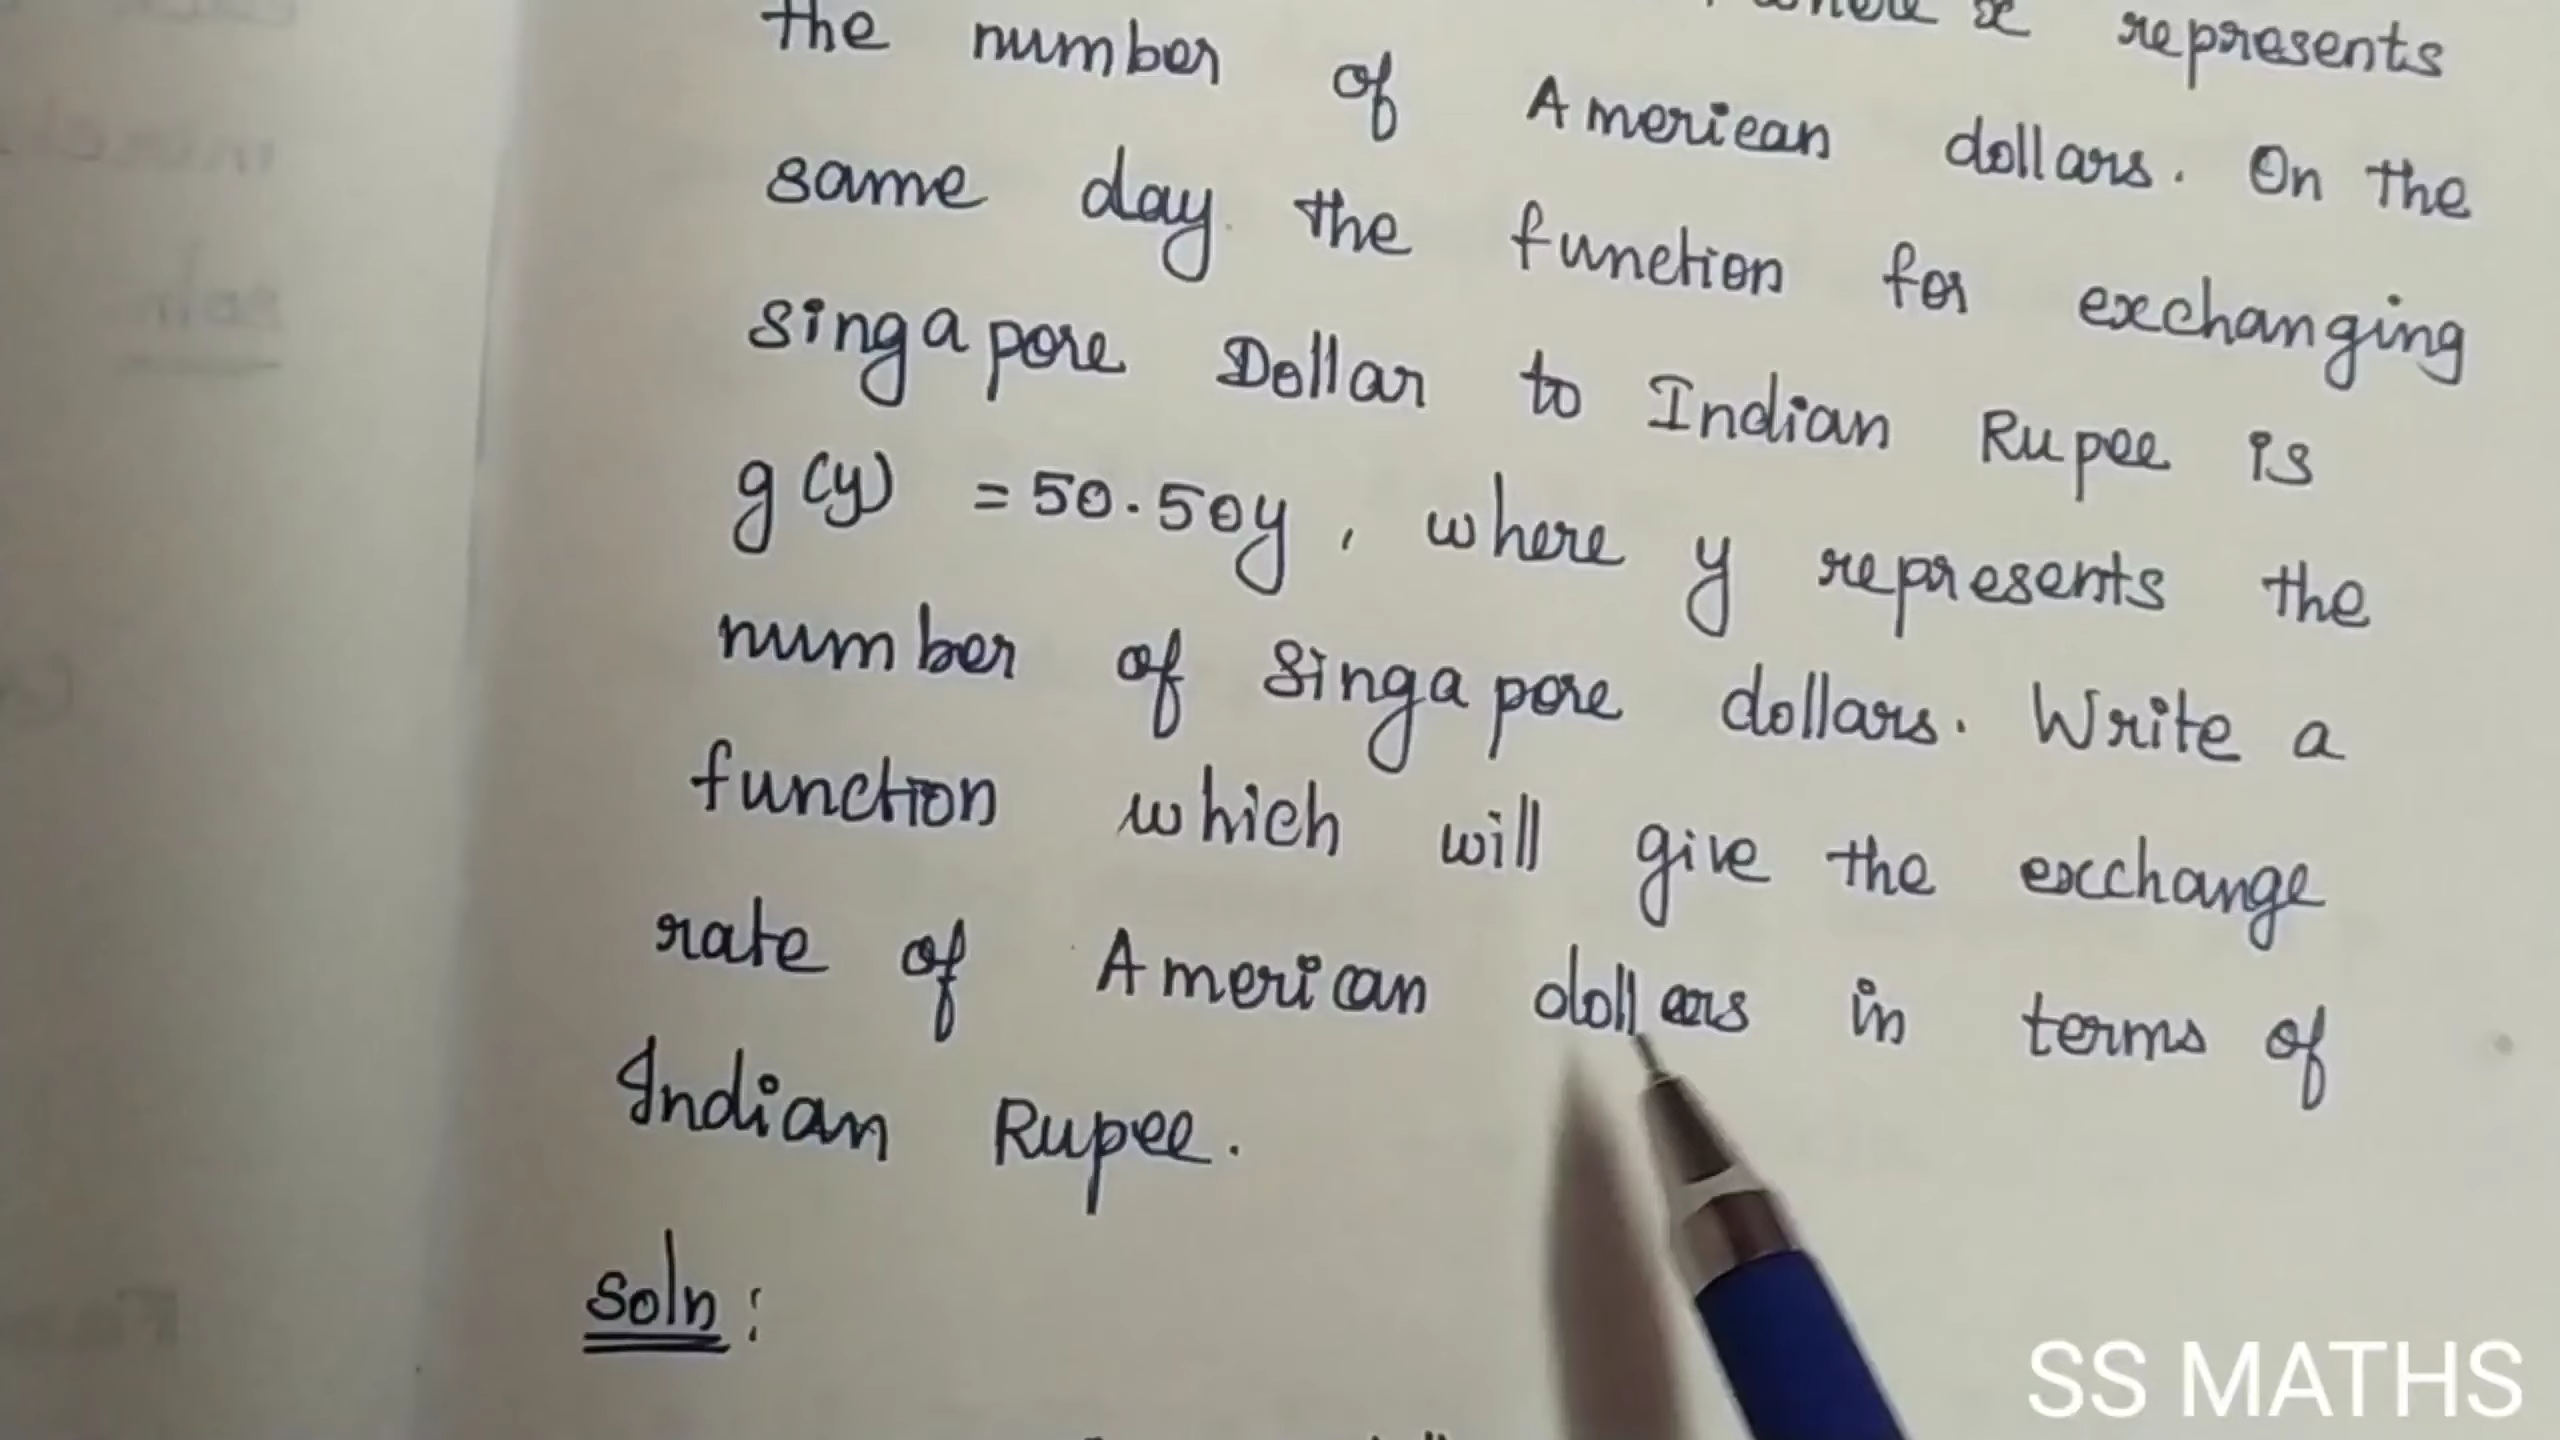 where x represents
the number of American dollars. On the
same day the function for exchanging
singapore Dollar to Indian Rupee is
g(y) = 50.50y, where y represents the
number of Singapore dollars. Write a
function which will give the exchange
rate of American dollars in terms of
Indian Rupee.
Soln:
SS MATHS